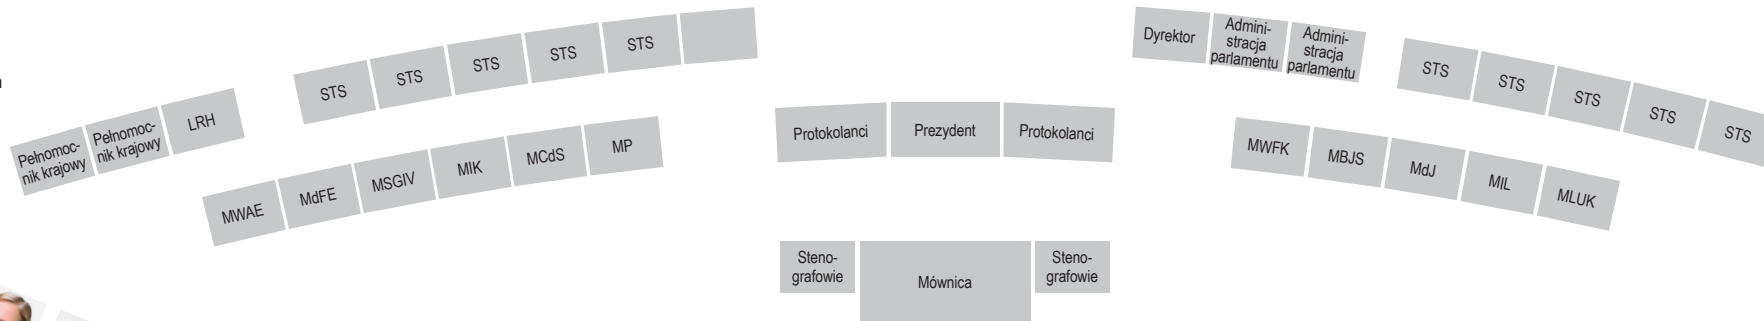 Pełnomoc-
nik krajowy
Pełnomoc-
nik krajowy
LRH
STS
STS
STS
STS
STS
MWAE
MdFE
MSGIV
MIK
MCdS
MP
Protokolanci
Prezydent
Protokolanci
Dyrektor
Admini-
stracja
parlamentu
Admini-
stracja
parlamentu
STS
STS
STS
STS
STS
MWFK
MBJS
MdJ
MIL
MLUK
Steno-
grafowie
Mównica
Steno-
grafowie